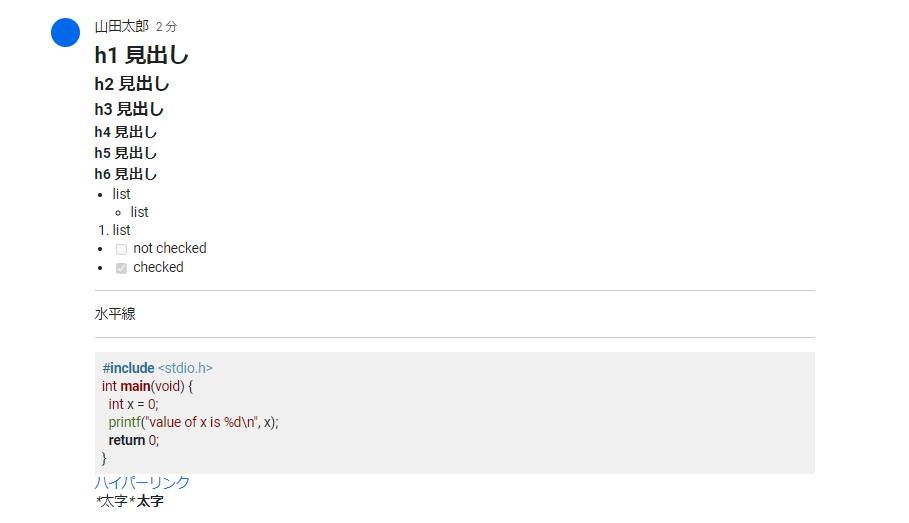 山田太郎 2 分
h1 見出し
h2 見出し
h3 見出し
h4 見出し
h5 見出し
h6 見出し
• list
◦ list
1. list
• not checked
• checked
水平線
#include <stdio.h>
int main(void) {
  int x = 0;
  printf("value of x is %d\n", x);
  return 0;
}
ハイパーリンク
*太字* 太字